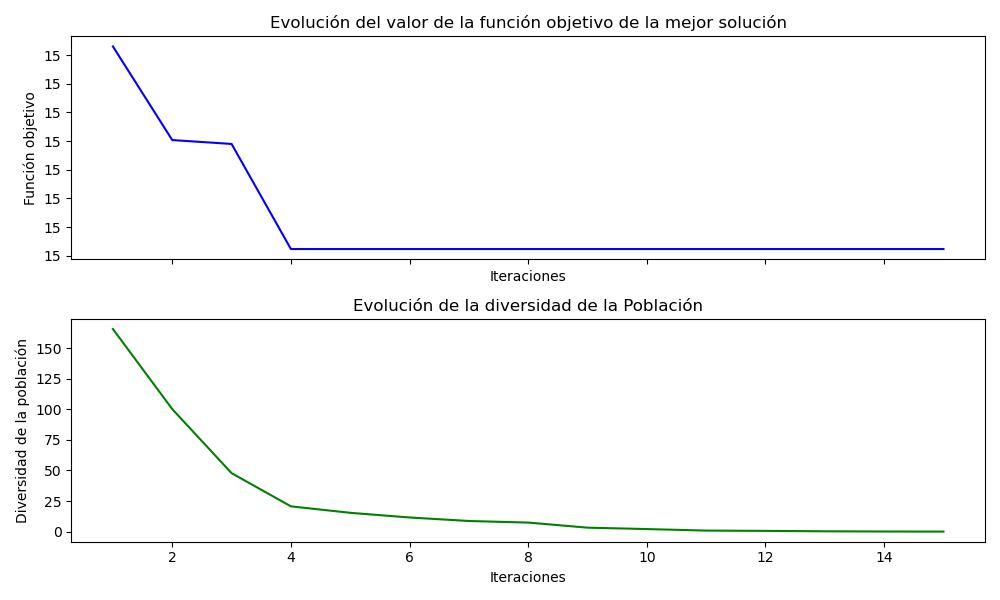 Evolución del valor de la función objetivo de la mejor solución
15
15
15
15
15
15
15
15
Función objetivo
Iteraciones
Evolución de la diversidad de la Población
150
125
100
75
50
25
0
Diversidad de la población
2 4 6 8 10 12 14
Iteraciones